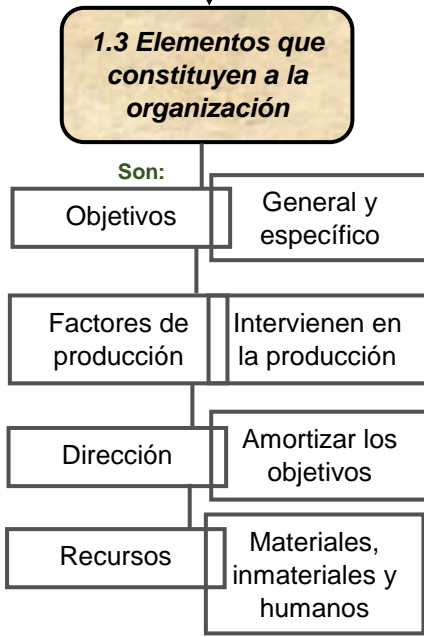 1.3 Elementos que
constituyen a la
organización
Son:
Objetivos
General y
específico
Factores de
producción
Intervienen en
la producción
Dirección
Amortizar los
objetivos
Recursos
Materiales,
inmateriales y
humanos